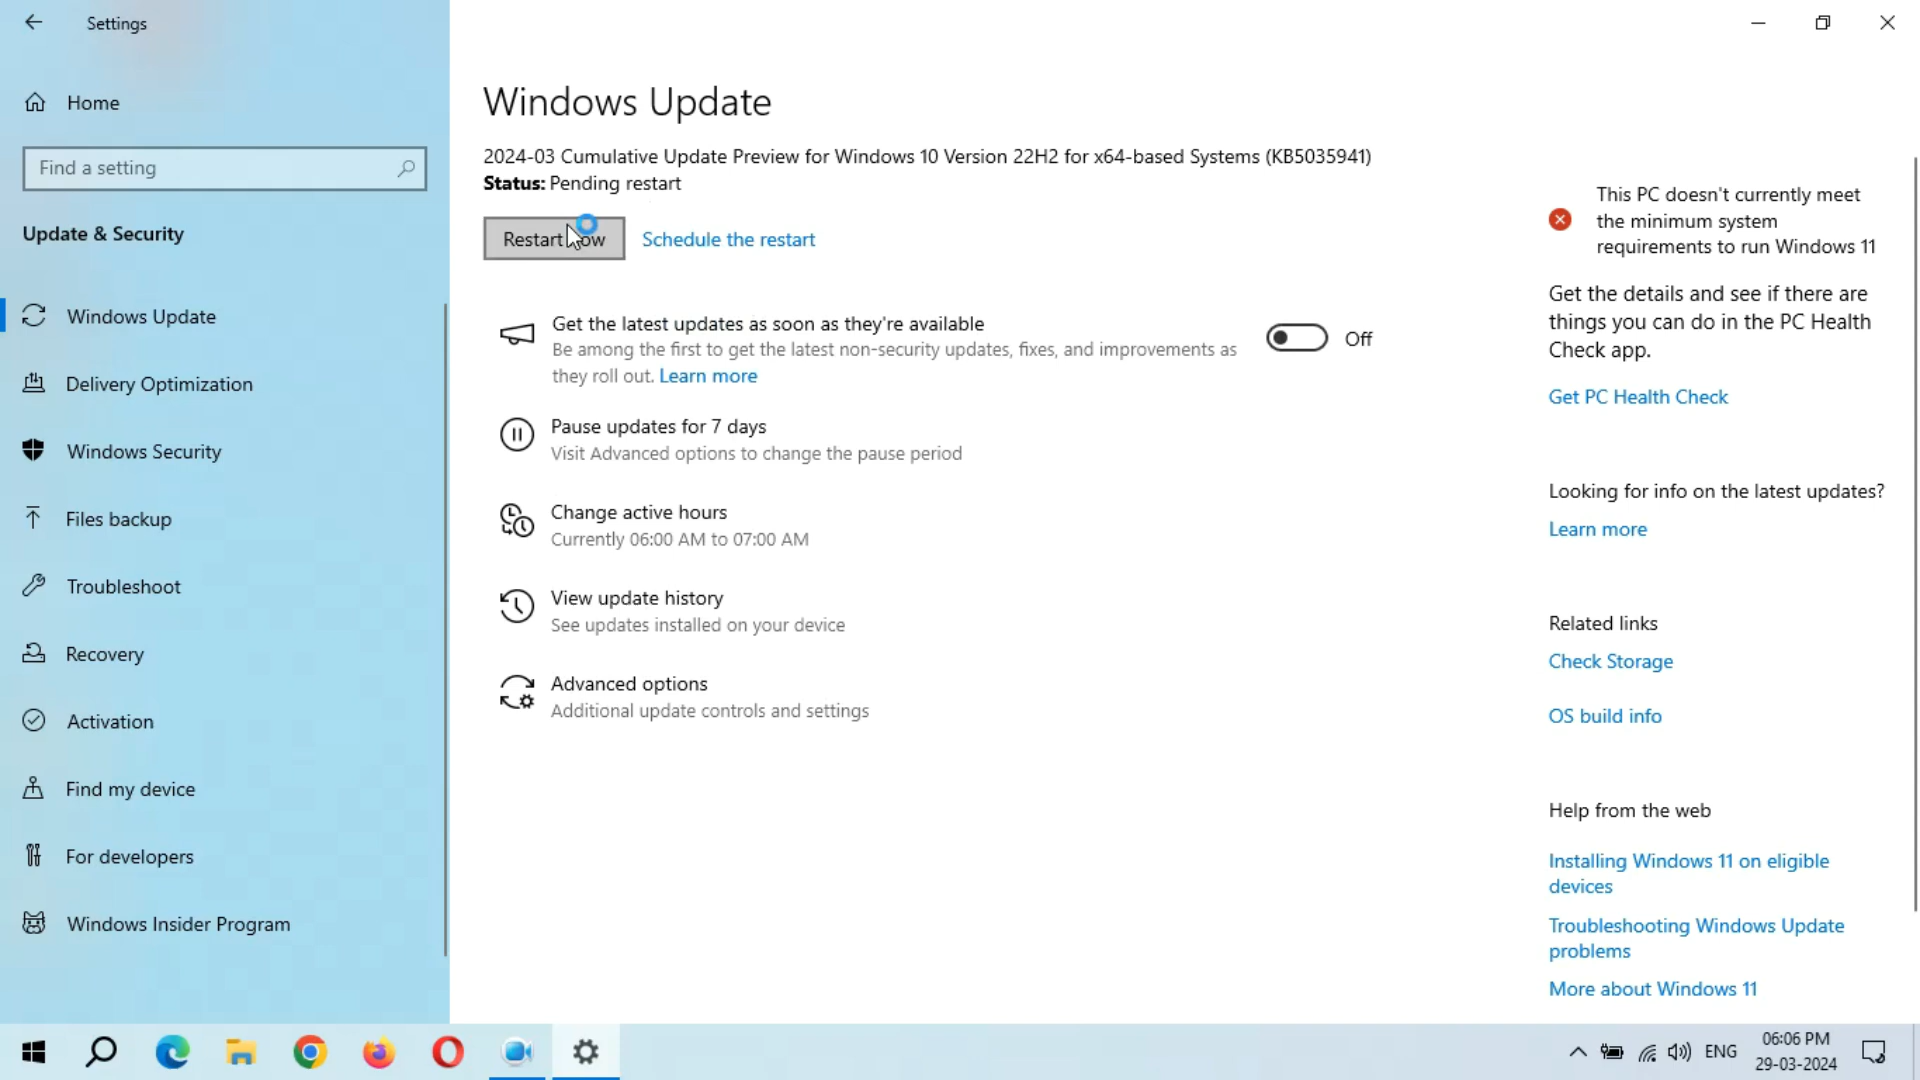 Settings
Home
Find a setting
Update & Security
Windows Update
Delivery Optimization
Windows Security
Files backup
Troubleshoot
Recovery
Activation
Find my device
For developers
Windows Insider Program
Windows Update
2024-03 Cumulative Update Preview for Windows 10 Version 22H2 for x64-based Systems (KB5035941)
Status: Pending restart
Restart now Schedule the restart
Get the latest updates as soon as they're available
Be among the first to get the latest non-security updates, fixes, and improvements as
they roll out. Learn more
Off
Pause updates for 7 days
Visit Advanced options to change the pause period
Change active hours
Currently 06:00 AM to 07:00 AM
View update history
See updates installed on your device
Advanced options
Additional update controls and settings
This PC doesn't currently meet
the minimum system
requirements to run Windows 11
Get the details and see if there are
things you can do in the PC Health
Check app.
Get PC Health Check
Looking for info on the latest updates?
Learn more
Related links
Check Storage
OS build info
Help from the web
Installing Windows 11 on eligible
devices
Troubleshooting Windows Update
problems
More about Windows 11
ENG
06:06 PM
29-03-2024